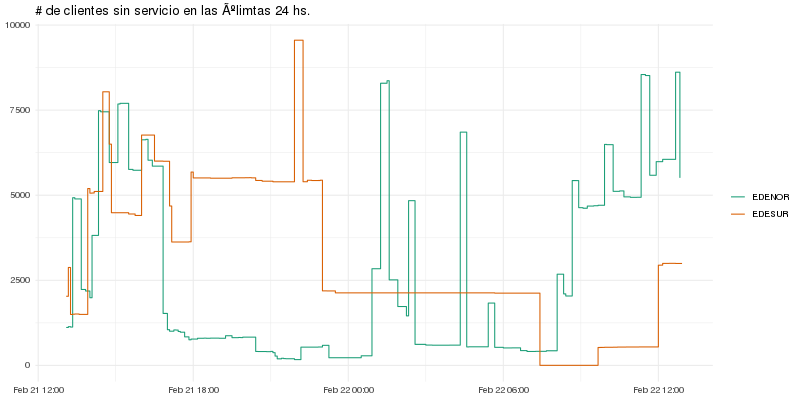 # de clientes sin servicio en las Ãºlimtas 24 hs.
10000
7500
5000
2500
0
Feb 21 12:00
Feb 21 18:00
Feb 22 00:00
Feb 22 06:00
Feb 22 12:00
EDENOR
EDESUR